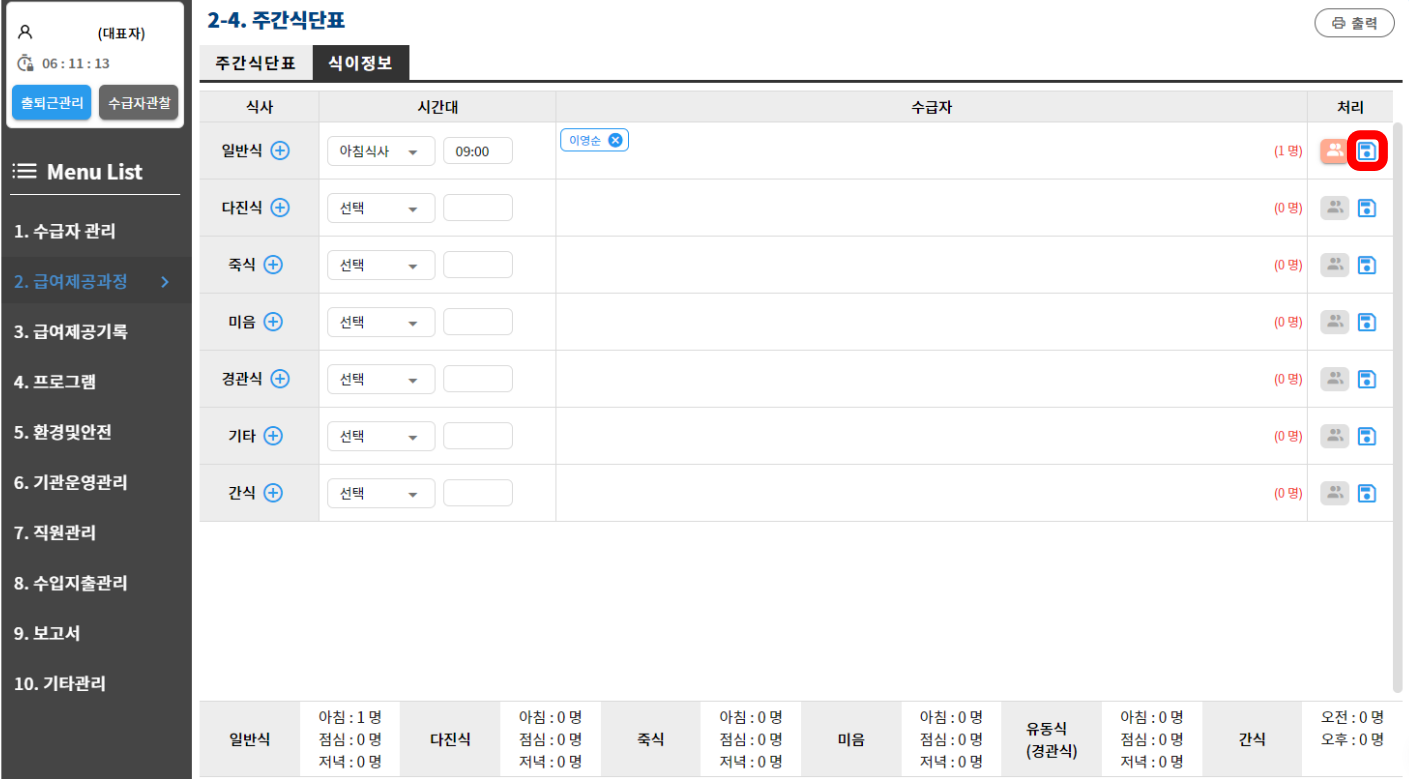 (대표자)
06 : 11 : 13
출퇴근관리 수급자관찰
Menu List
1. 수급자 관리
2. 급여제공과정
3. 급여제공기록
4. 프로그램
5. 환경및안전
6. 기관운영관리
7. 직원관리
8. 수입지출관리
9. 보고서
10. 기타관리
2-4. 주간식단표
출력
주간식단표 식이정보
식사 시간대 수급자 처리
일반식 아침식사 09:00 이영순 (1 명)
다진식 선택 (0 명)
죽식 선택 (0 명)
미음 선택 (0 명)
경관식 선택 (0 명)
기타 선택 (0 명)
간식 선택 (0 명)
일반식
아침 : 1 명
점심 : 0 명
저녁 : 0 명
다진식
아침 : 0 명
점심 : 0 명
저녁 : 0 명
죽식
아침 : 0 명
점심 : 0 명
저녁 : 0 명
미음
아침 : 0 명
점심 : 0 명
저녁 : 0 명
유동식
(경관식)
아침 : 0 명
점심 : 0 명
저녁 : 0 명
간식
오전 : 0 명
오후 : 0 명